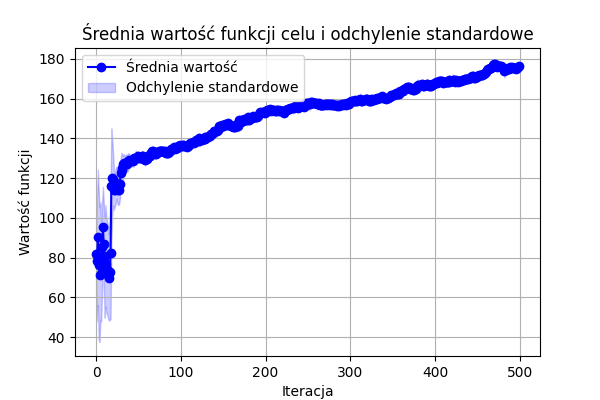 Średnia wartość funkcji celu i odchylenie standardowe
Średnia wartość
Odchylenie standardowe
Wartość funkcji
180
160
140
120
100
80
60
40
0 100 200 300 400 500
Iteracja